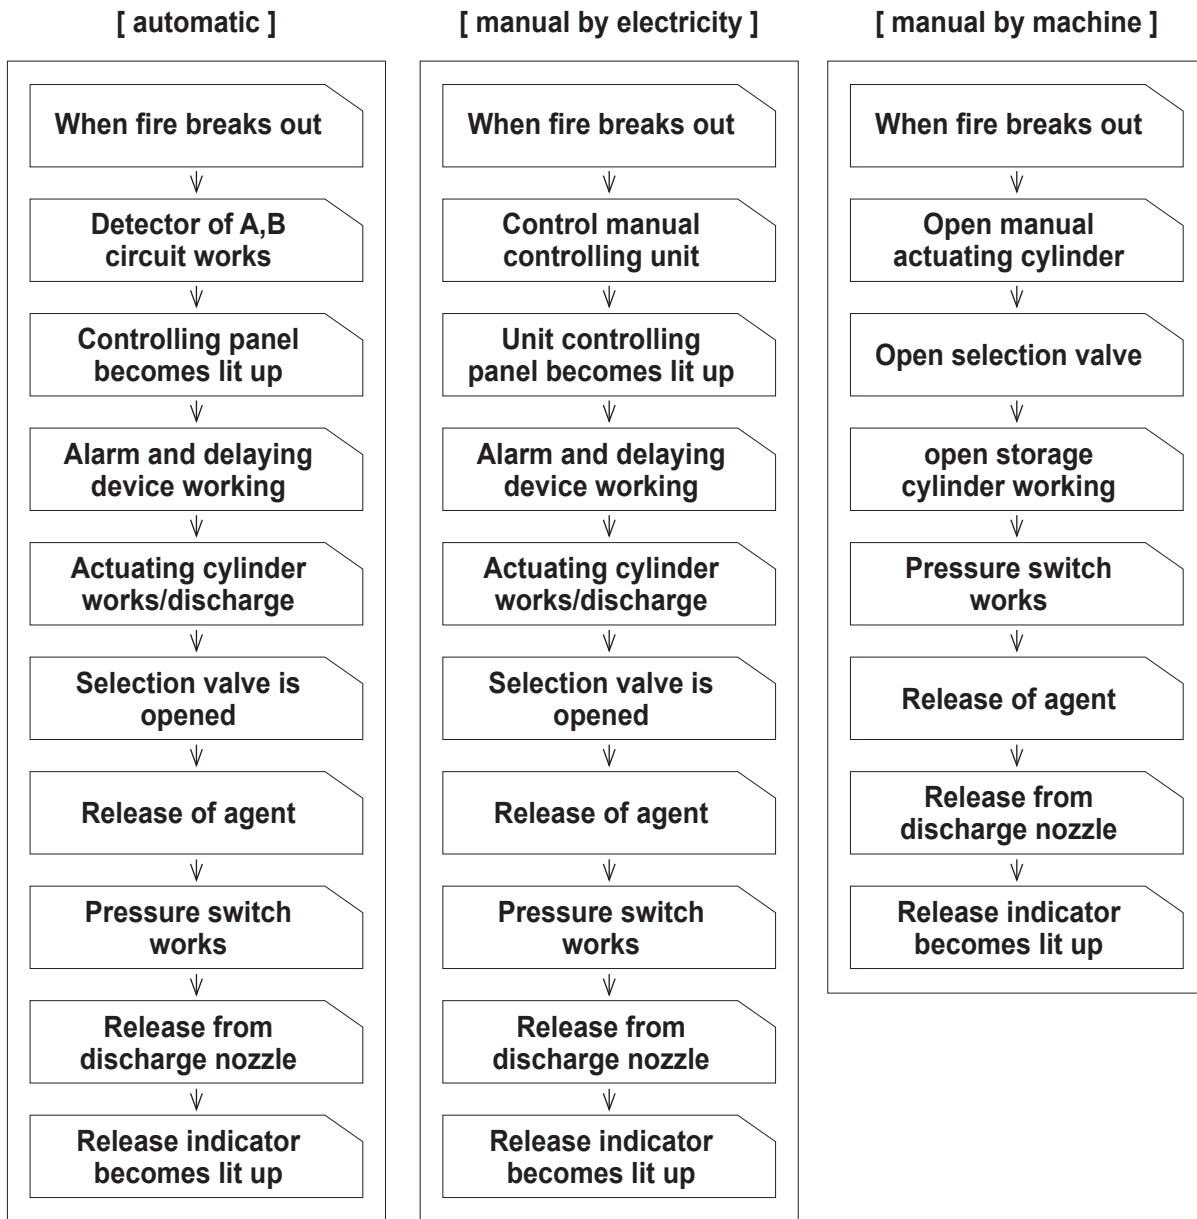 [ automatic ]
When fire breaks out
Detector of A,B
circuit works
Controlling panel
becomes lit up
Alarm and delaying
device working
Actuating cylinder
works/discharge
Selection valve is
opened
Release of agent
Pressure switch
works
Release from
discharge nozzle
Release indicator
becomes lit up
[ manual by electricity ]
When fire breaks out
Control manual
controlling unit
Unit controlling
panel becomes lit up
Alarm and delaying
device working
Actuating cylinder
works/discharge
Selection valve is
opened
Release of agent
Pressure switch
works
Release from
discharge nozzle
Release indicator
becomes lit up
[ manual by machine ]
When fire breaks out
Open manual
actuating cylinder
Open selection valve
open storage
cylinder working
Pressure switch
works
Release of agent
Release from
discharge nozzle
Release indicator
becomes lit up